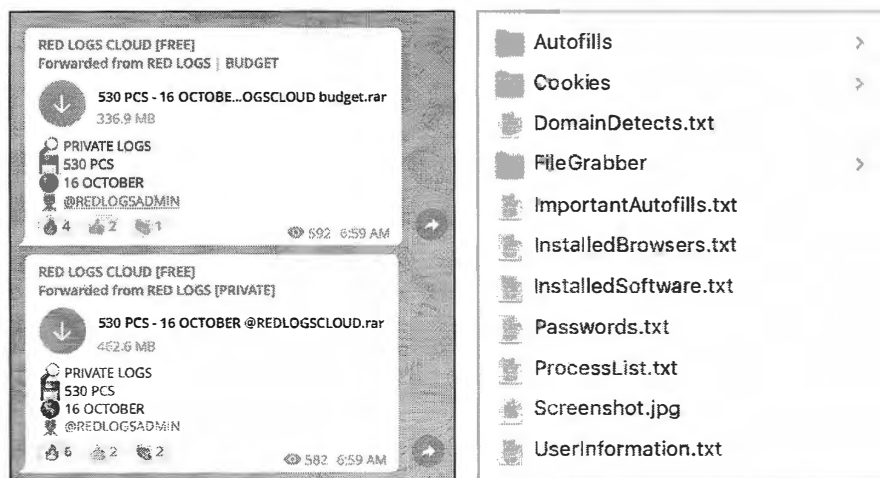 RED LOGS CLOUD [FREE]
Forwarded from RED LOGS | BUDGET
530 PCS - 16 OCTOBE...OGSCLOUD budget.rar
336.9 MB
PRIVATE LOGS
530 PCS
16 OCTOBER
@REDLOGSADMIN
4 2 1
592 6:59 AM
RED LOGS CLOUD [FREE]
Forwarded from RED LOGS [PRIVATE]
530 PCS - 16 OCTOBER @REDLOGSCLOUD.rar
462.6 MB
PRIVATE LOGS
530 PCS
16 OCTOBER
@REDLOGSADMIN
6 2 2
582 6:59 AM
Autofills
Cookies
DomainDetects.txt
FileGrabber
ImportantAutofills.txt
InstalledBrowsers.txt
InstalledSoftware.txt
Passwords.txt
ProcessList.txt
Screenshot.jpg
UserInformation.txt